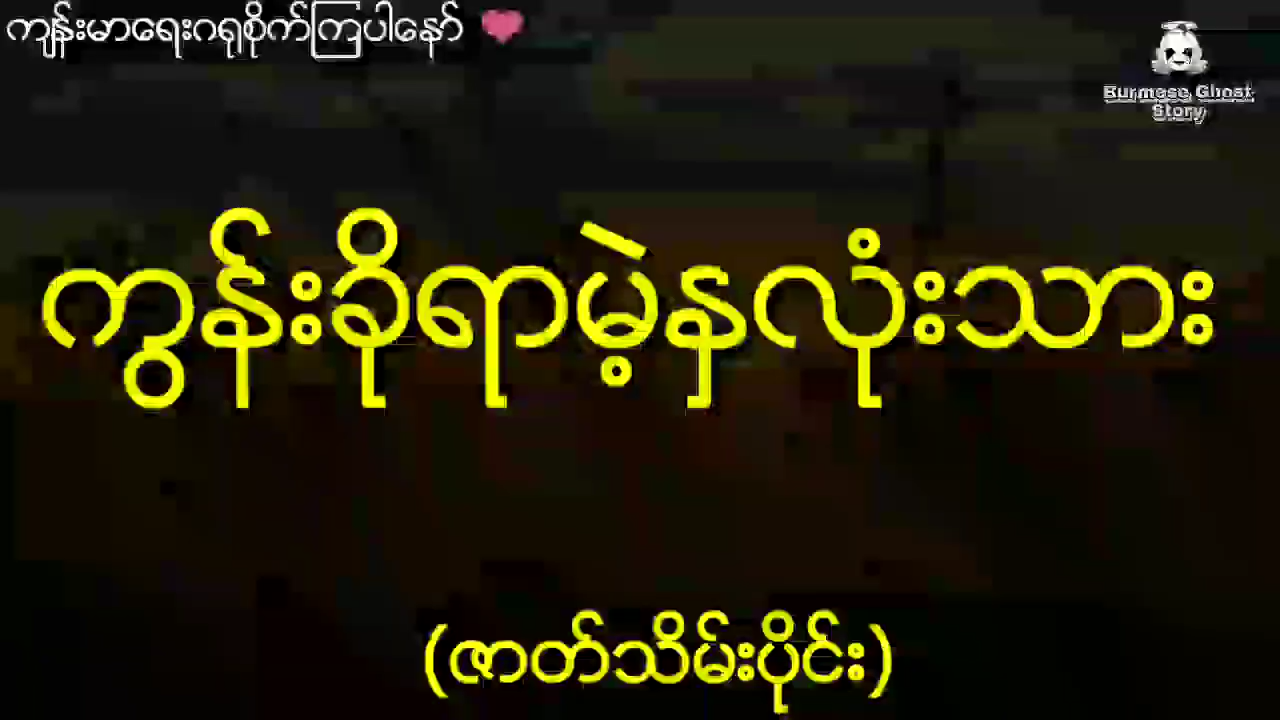 ကျန်းမာရေးဂရုစိုက်ကြပါနော် ❤
Burmese Ghost
Story
ကွန်းခိုရာမဲ့နှလုံးသား
(ဇာတ်သိမ်းပိုင်း)